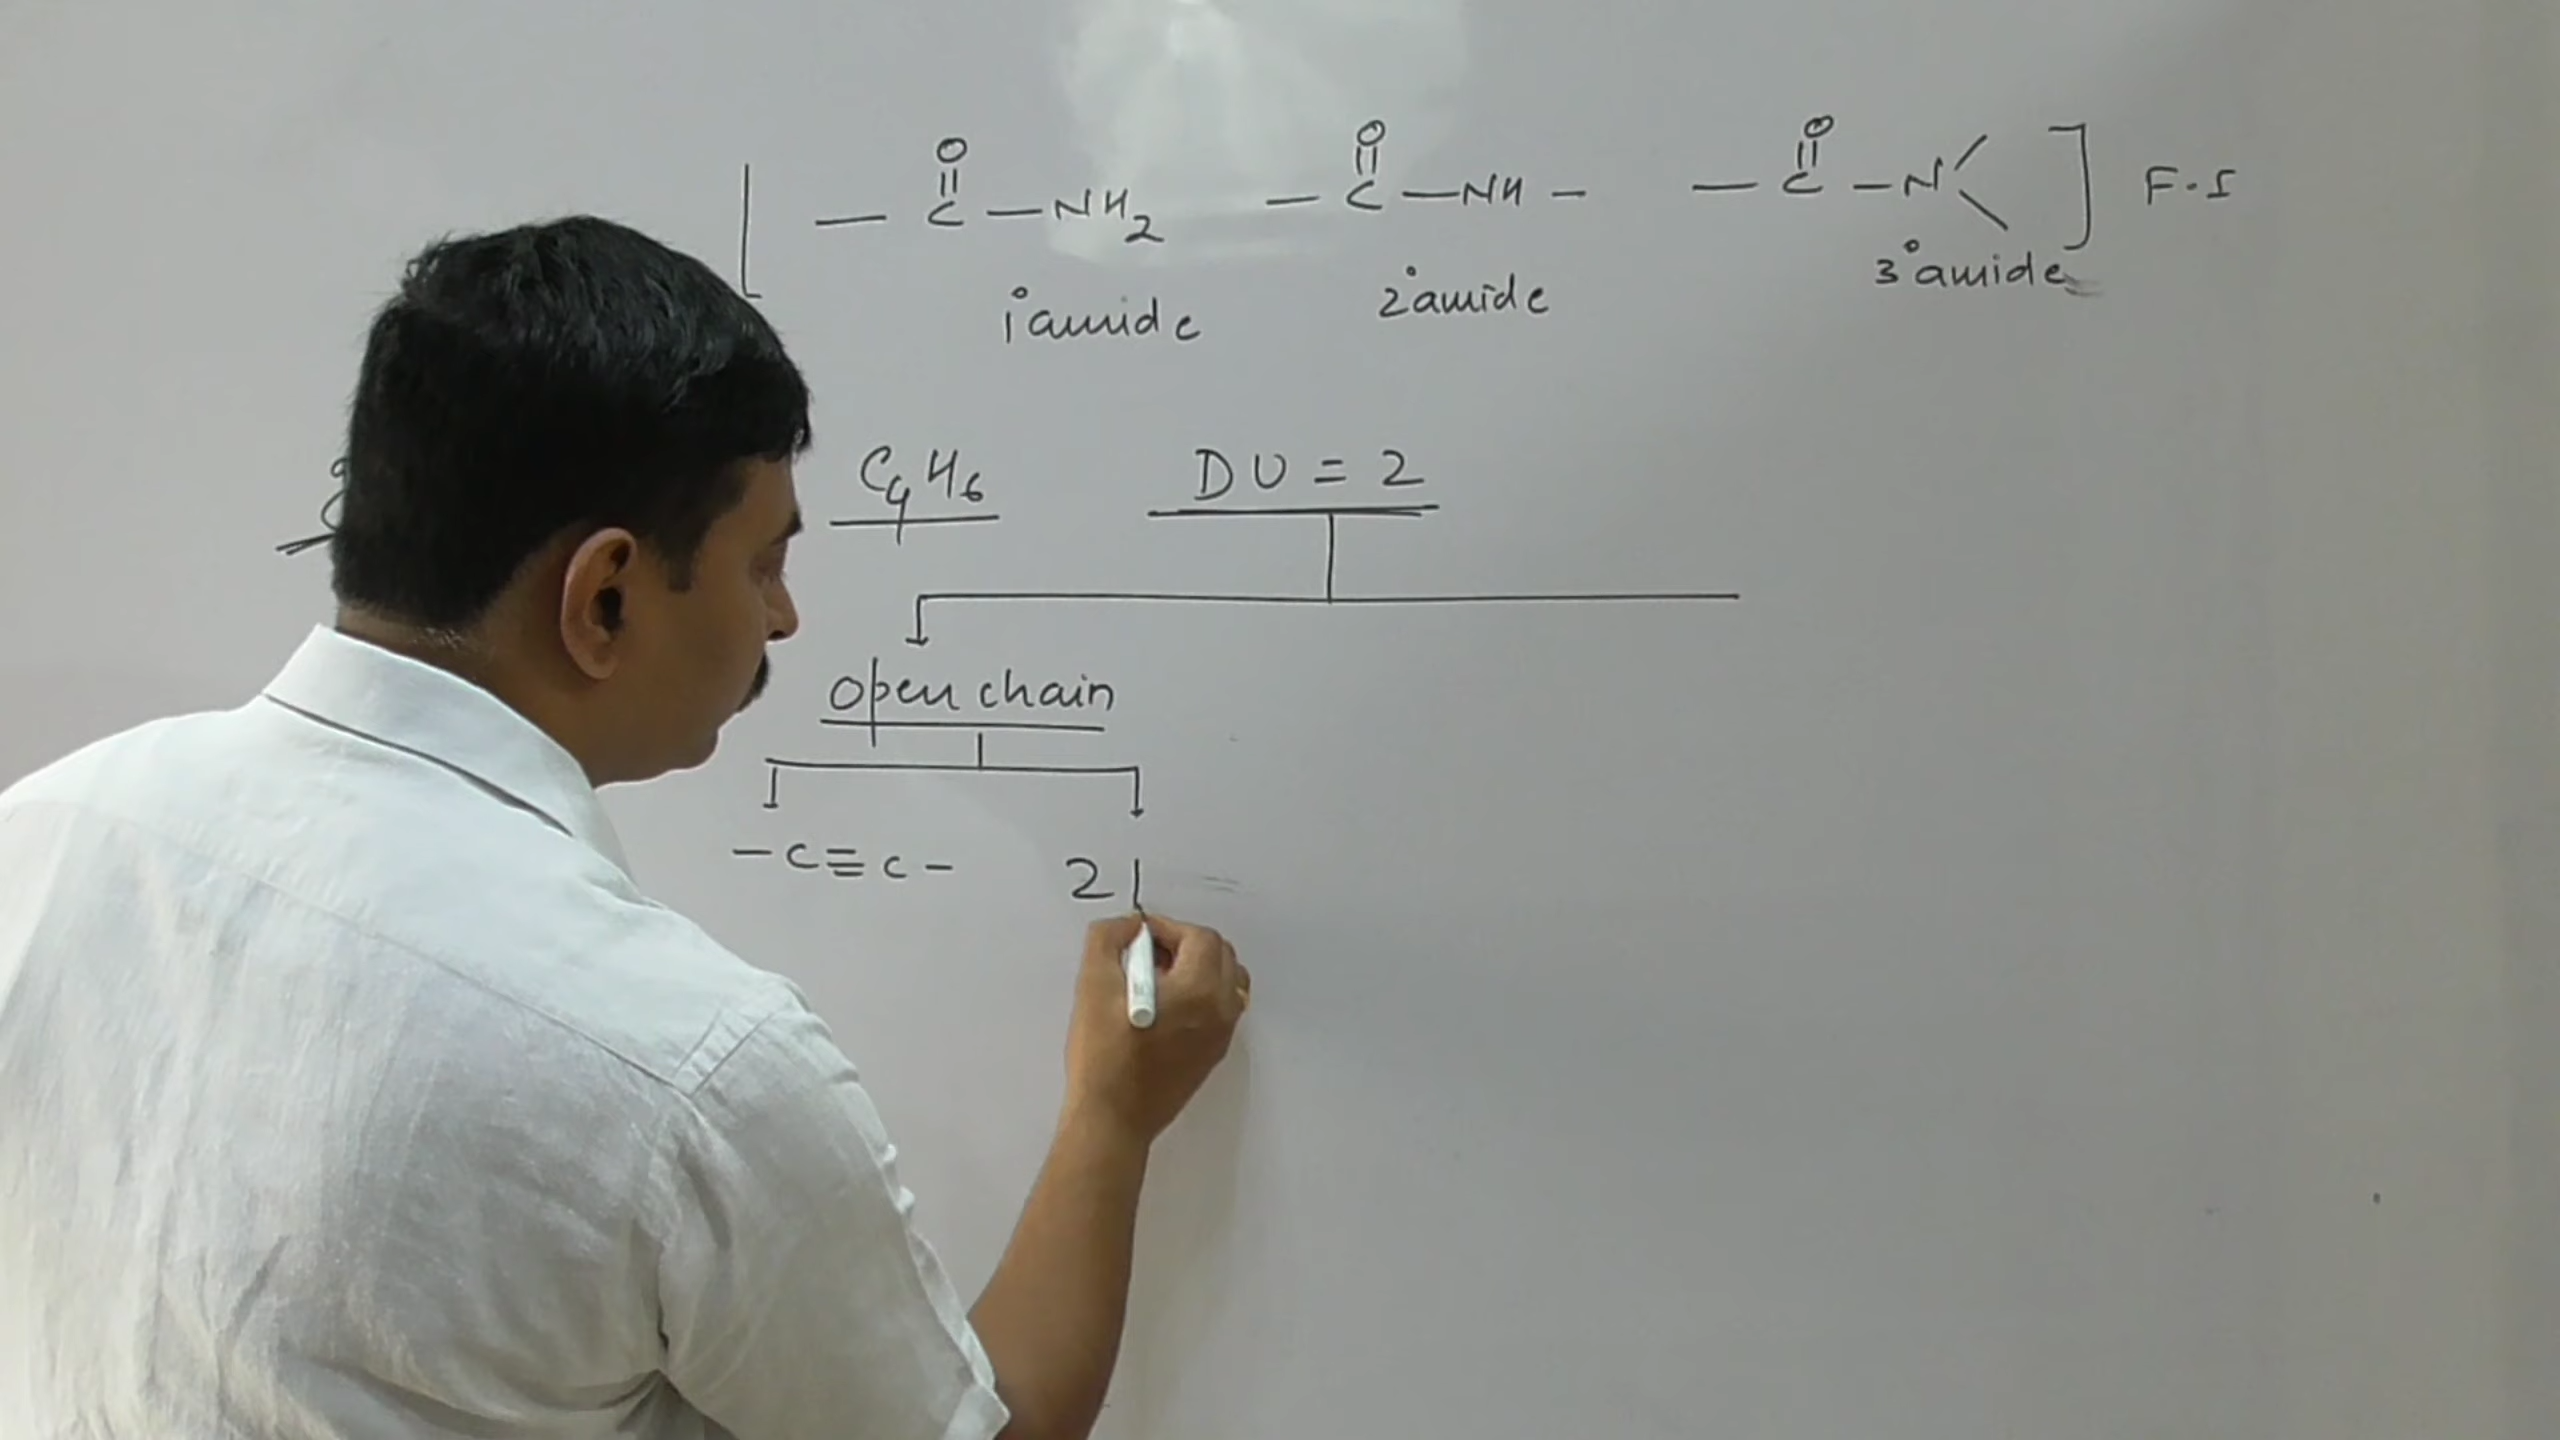 [ —C(=O)—NH₂ —C(=O)—NH— —C(=O)—N< ] F.I
1° amide 2° amide 3° amide
C₄H₆ DU = 2
open chain
—C≡C— 2